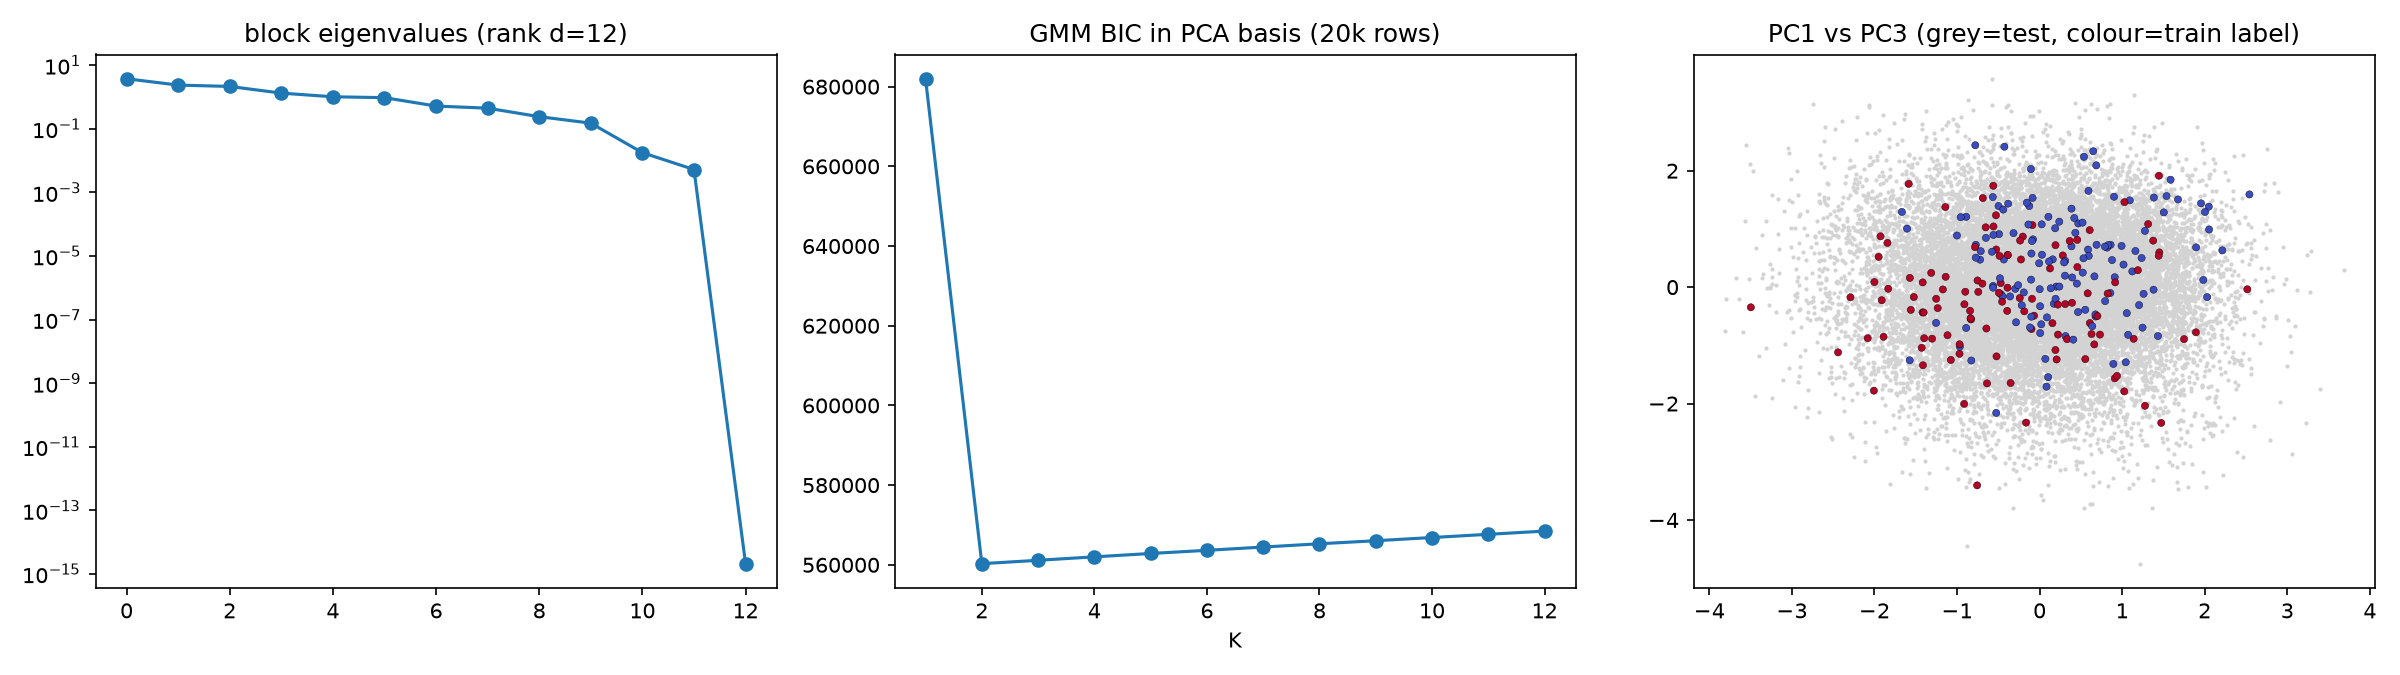 block eigenvalues (rank d=12)
10¹
10⁻¹
10⁻³
10⁻⁵
10⁻⁷
10⁻⁹
10⁻¹¹
10⁻¹³
10⁻¹⁵
0 2 4 6 8 10 12
GMM BIC in PCA basis (20k rows)
680000
660000
640000
620000
600000
580000
560000
2 4 6 8 10 12
K
PC1 vs PC3 (grey=test, colour=train label)
2
0
−2
−4
−4 −3 −2 −1 0 1 2 3 4